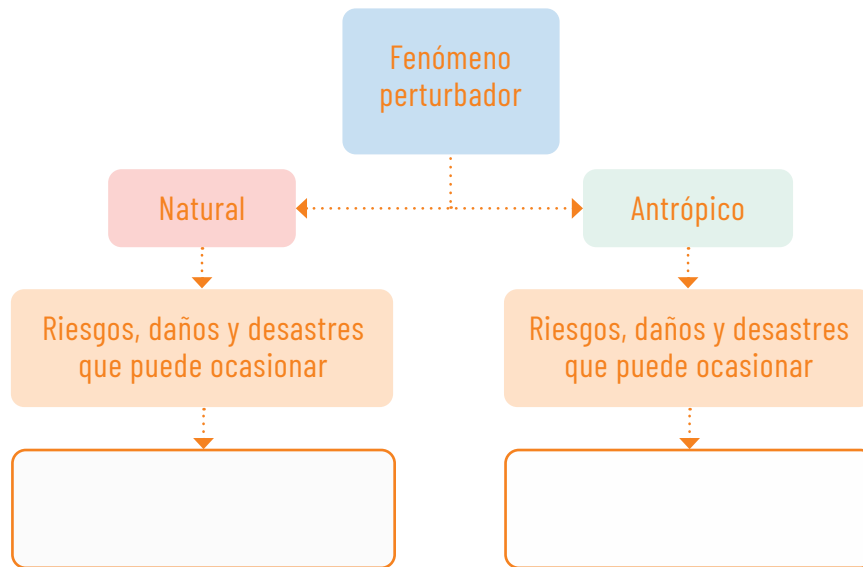 Fenómeno
perturbador
Natural
Antrópico
Riesgos, daños y desastres
que puede ocasionar
Riesgos, daños y desastres
que puede ocasionar